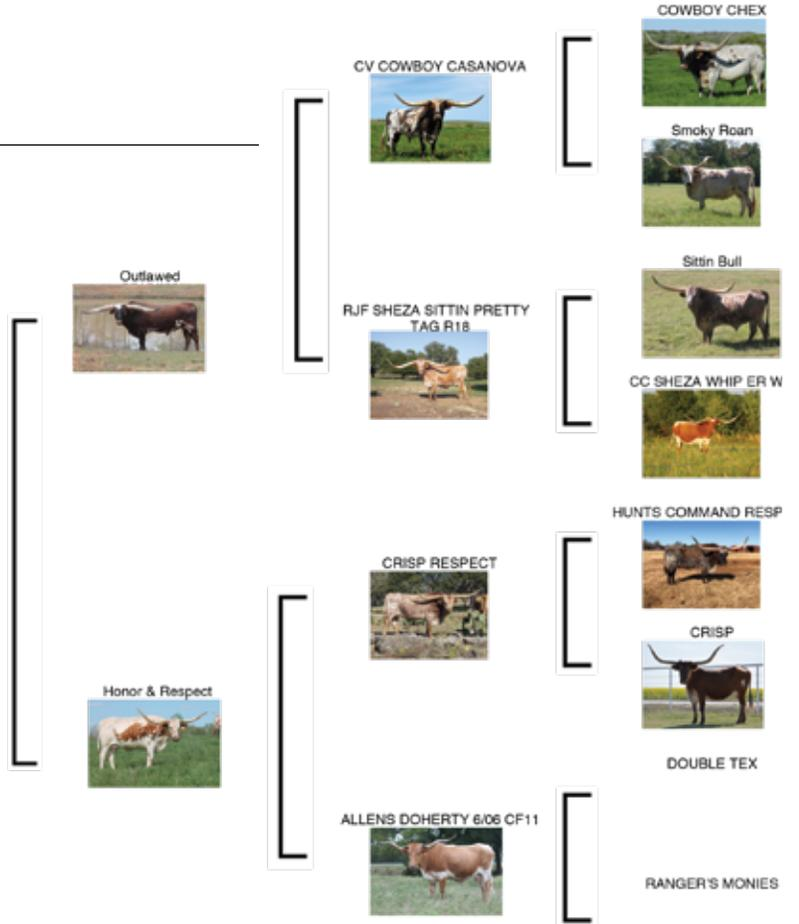 COWBOY CHEX
CV COWBOY CASANOVA
Smoky Roan
Sittin Bull
Outlawed
RJF SHEZA SITTIN PRETTY
TAG R18
CC SHEZA WHIP ER W
HUNTS COMMAND RESP
CRISP RESPECT
CRISP
Honor & Respect
DOUBLE TEX
ALLENS DOHERTY 6/06 CF11
RANGER'S MONIES